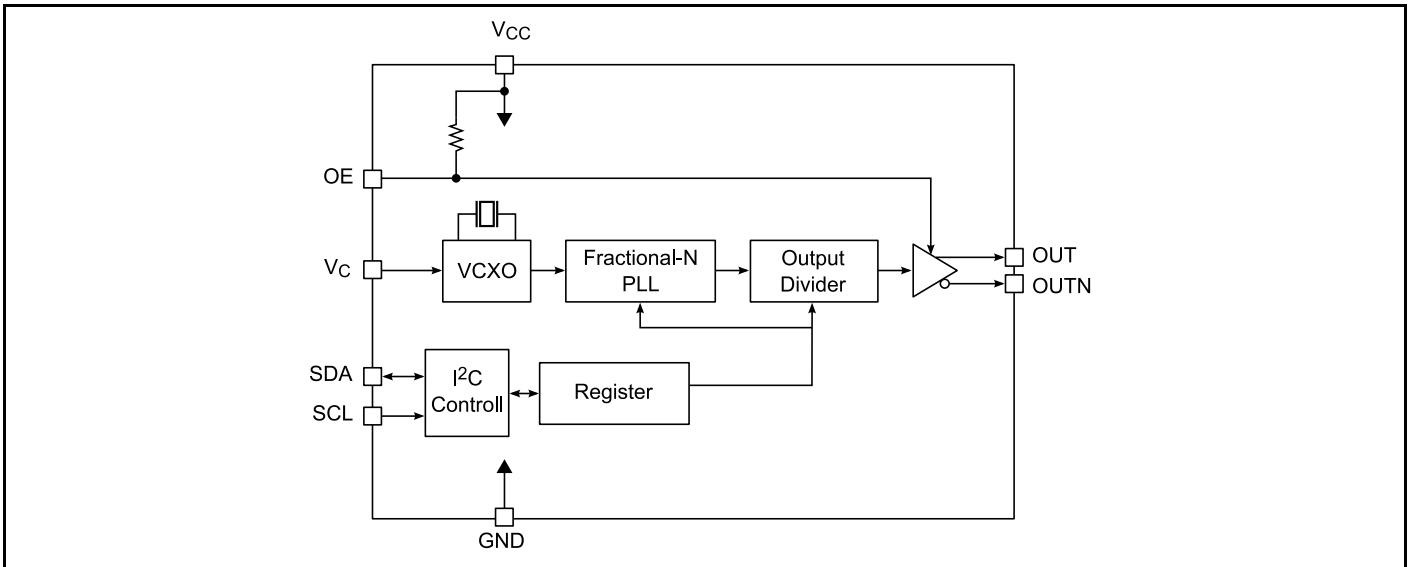 VCC
OE
VC
VCXO
Fractional-N
PLL
Output
Divider
OUT
OUTN
SDA
SCL
I²C
Controll
Register
GND